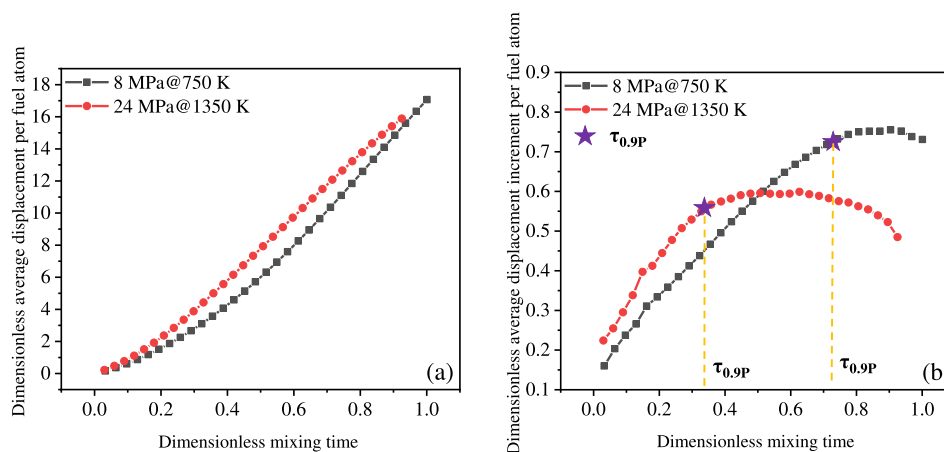 Dimensionless average displacement per fuel atom
18
16
14
12
10
8
6
4
2
0
8 MPa@750 K
24 MPa@1350 K
(a)
0.0 0.2 0.4 0.6 0.8 1.0
Dimensionless mixing time
Dimensionless average displacement increment per fuel atom
0.9
0.8
0.7
0.6
0.5
0.4
0.3
0.2
0.1
8 MPa@750 K
24 MPa@1350 K
τ0.9P
τ0.9P
τ0.9P
(b)
0.0 0.2 0.4 0.6 0.8 1.0
Dimensionless mixing time